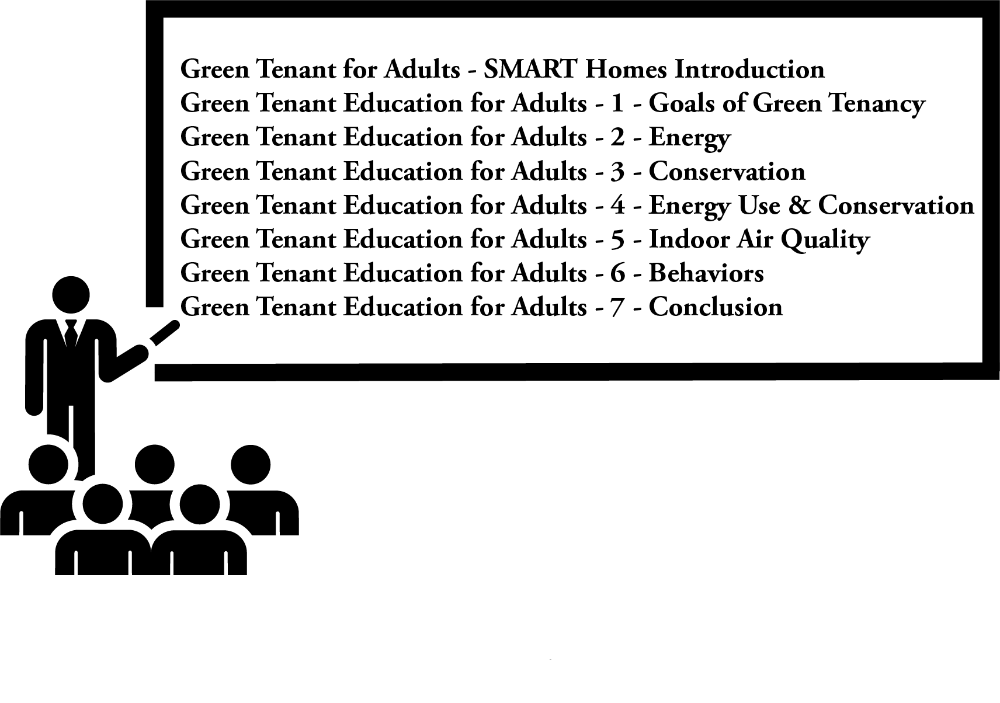 Green Tenant for Adults - SMART Homes Introduction
Green Tenant Education for Adults - 1 - Goals of Green Tenancy
Green Tenant Education for Adults - 2 - Energy
Green Tenant Education for Adults - 3 - Conservation
Green Tenant Education for Adults - 4 - Energy Use & Conservation
Green Tenant Education for Adults - 5 - Indoor Air Quality
Green Tenant Education for Adults - 6 - Behaviors
Green Tenant Education for Adults - 7 - Conclusion